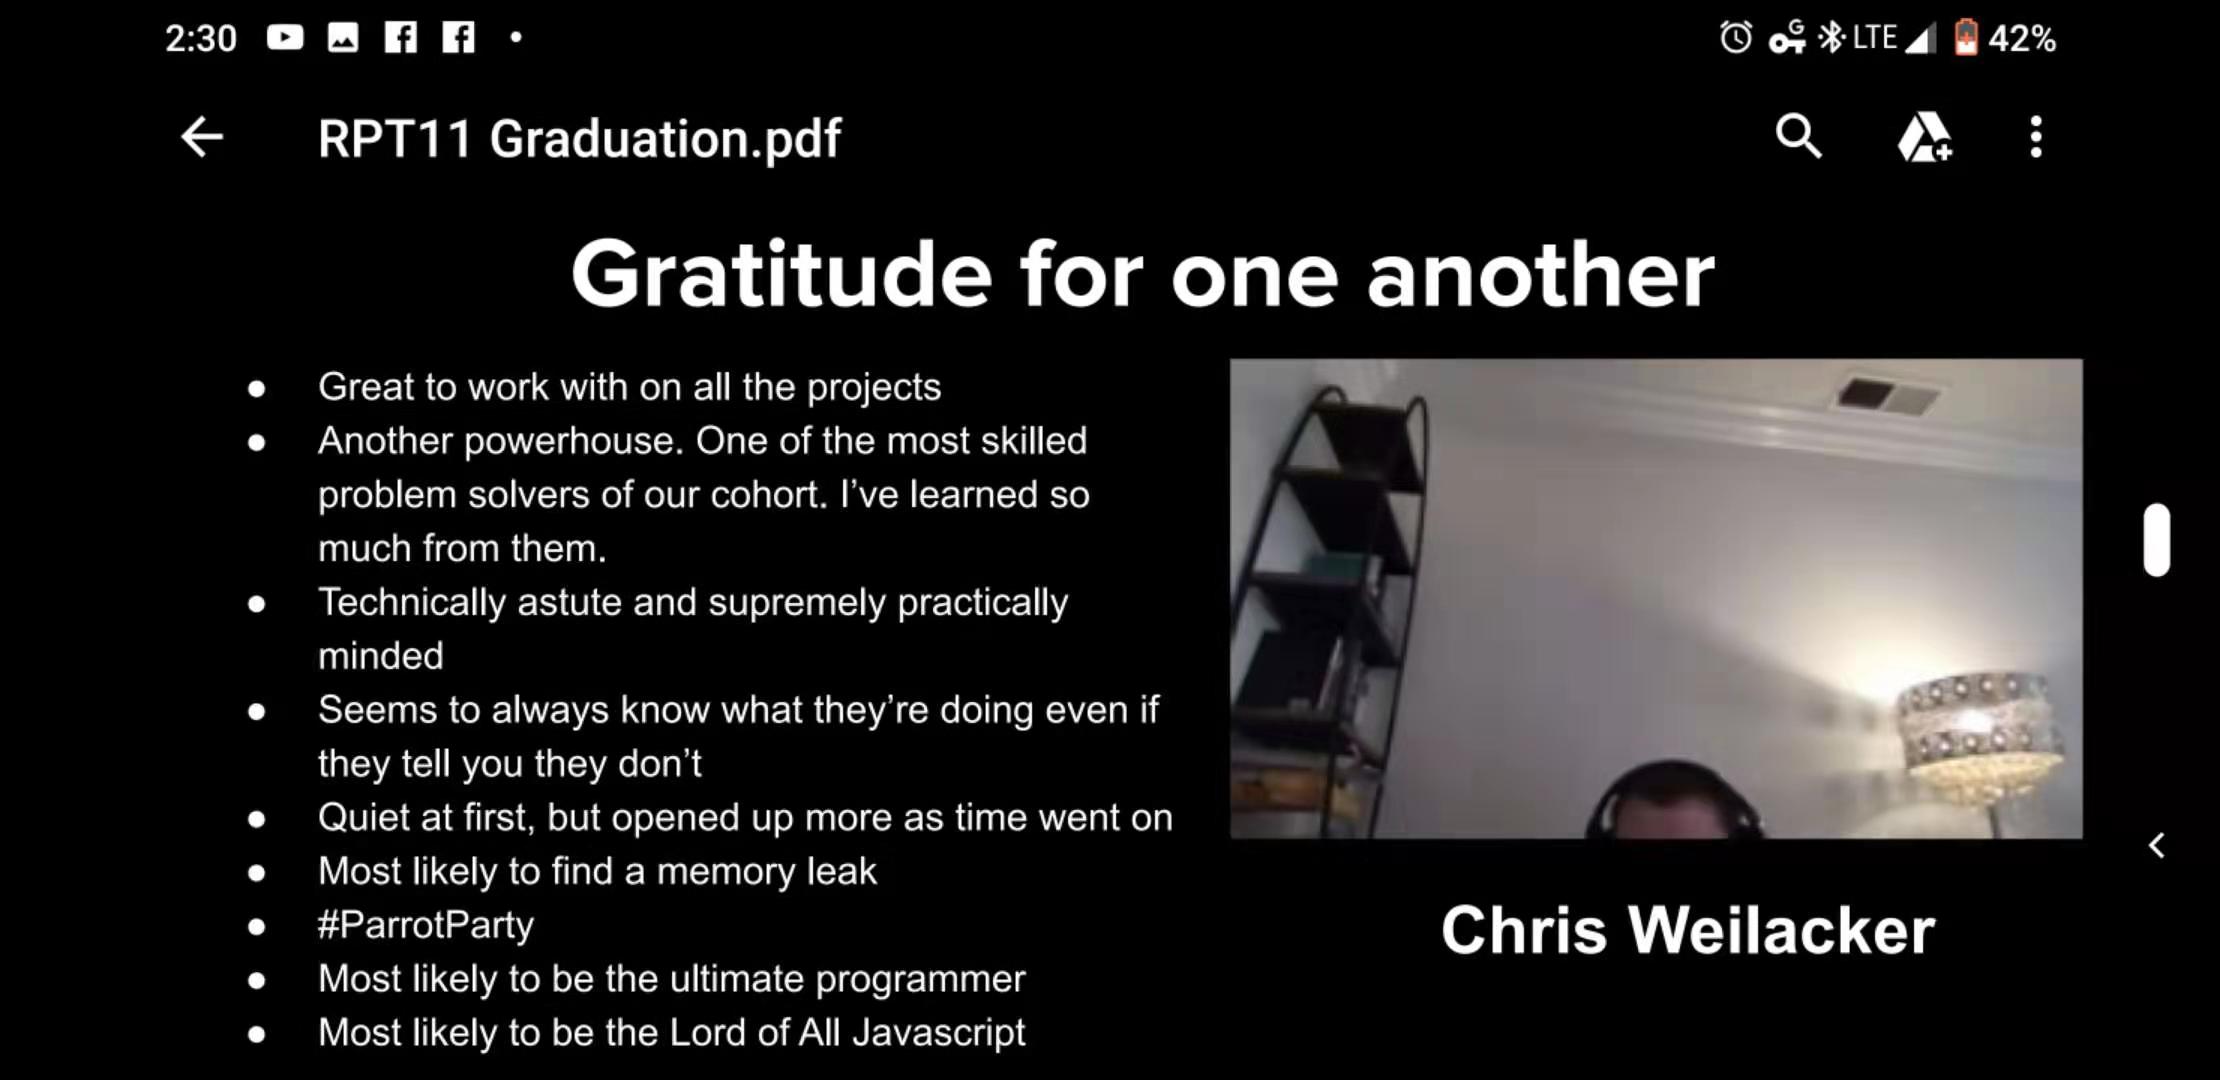 2:30
G
LTE
42%
RPT11 Graduation.pdf
Gratitude for one another
● Great to work with on all the projects
● Another powerhouse. One of the most skilled
problem solvers of our cohort. I’ve learned so
much from them.
● Technically astute and supremely practically
minded
● Seems to always know what they’re doing even if
they tell you they don’t
● Quiet at first, but opened up more as time went on
● Most likely to find a memory leak
● #ParrotParty
● Most likely to be the ultimate programmer
● Most likely to be the Lord of All Javascript
Chris Weilacker